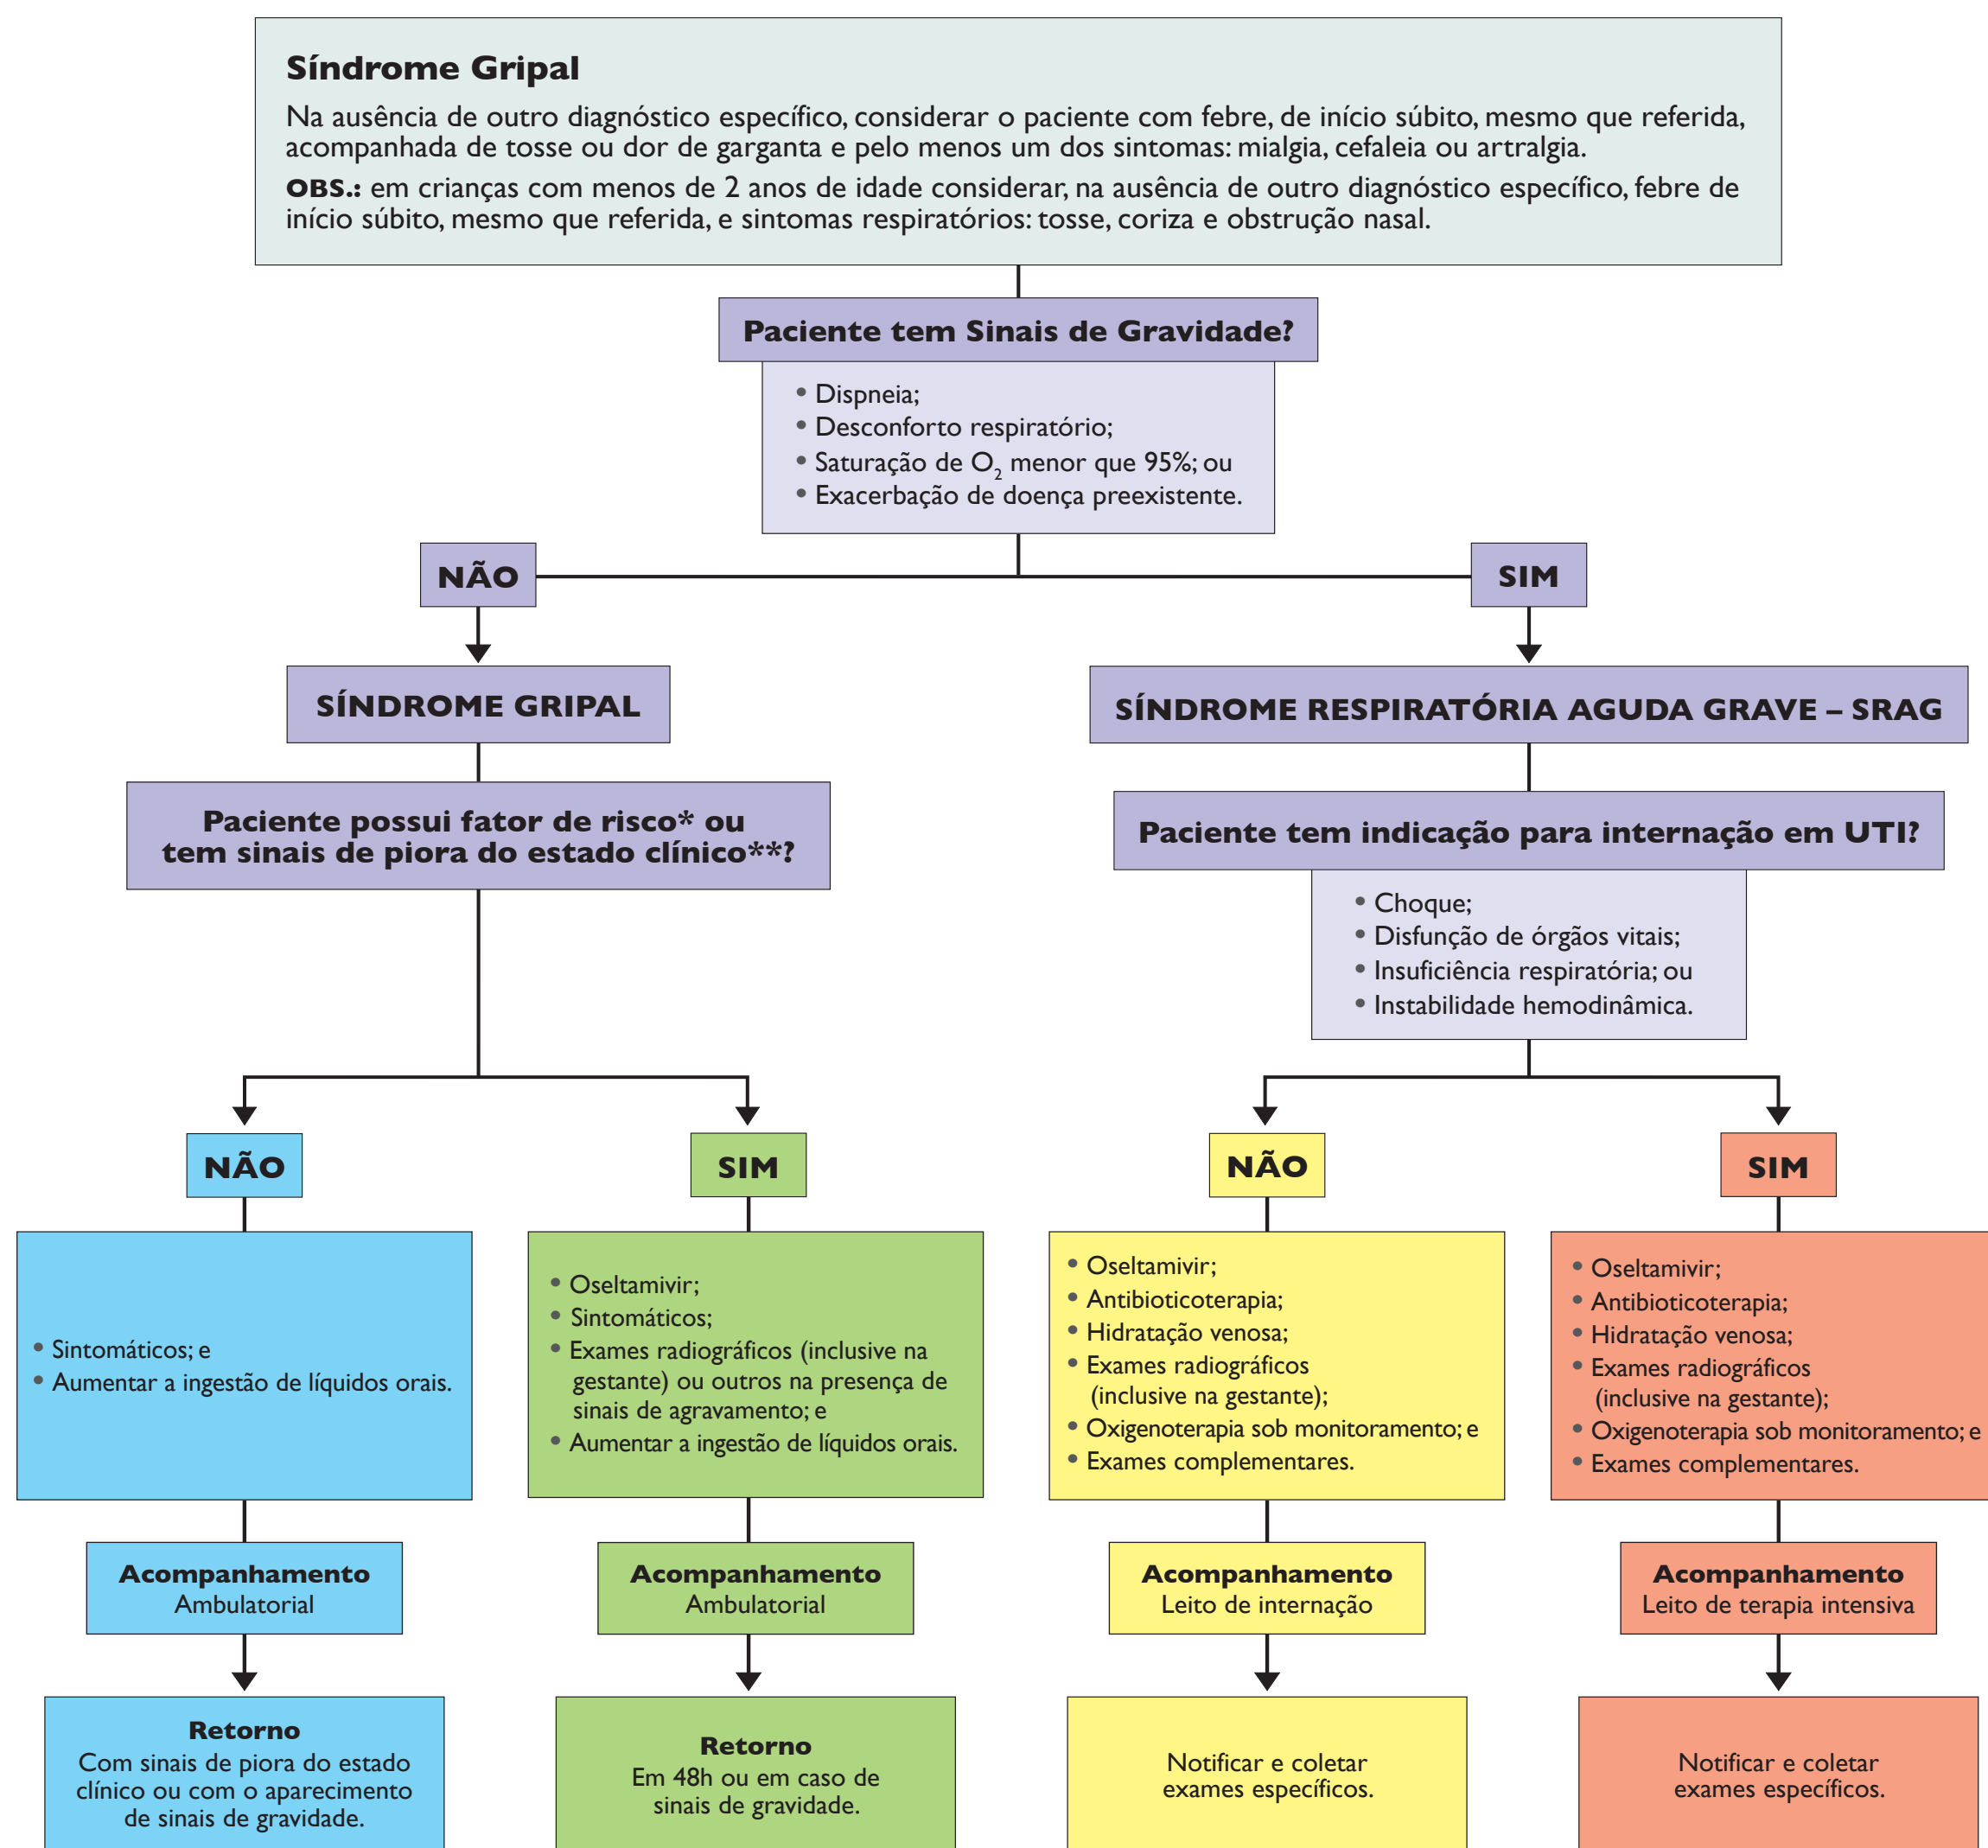 Síndrome Gripal
Na ausência de outro diagnóstico específico, considerar o paciente com febre, de início súbito, mesmo que referida,
acompanhada de tosse ou dor de garganta e pelo menos um dos sintomas: mialgia, cefaleia ou artralgia.
OBS.: em crianças com menos de 2 anos de idade considerar, na ausência de outro diagnóstico específico, febre de
início súbito, mesmo que referida, e sintomas respiratórios: tosse, coriza e obstrução nasal.
Paciente tem Sinais de Gravidade?
• Dispneia;
• Desconforto respiratório;
• Saturação de O₂ menor que 95%; ou
• Exacerbação de doença preexistente.
NÃO
SIM
SÍNDROME GRIPAL
SÍNDROME RESPIRATÓRIA AGUDA GRAVE – SRAG
Paciente possui fator de risco* ou
tem sinais de piora do estado clínico**?
Paciente tem indicação para internação em UTI?
• Choque;
• Disfunção de órgãos vitais;
• Insuficiência respiratória; ou
• Instabilidade hemodinâmica.
NÃO
SIM
NÃO
SIM
• Sintomáticos; e
• Aumentar a ingestão de líquidos orais.
• Oseltamivir;
• Sintomáticos;
• Exames radiográficos (inclusive na
gestante) ou outros na presença de
sinais de agravamento; e
• Aumentar a ingestão de líquidos orais.
• Oseltamivir;
• Antibioticoterapia;
• Hidratação venosa;
• Exames radiográficos
(inclusive na gestante);
• Oxigenoterapia sob monitoramento; e
• Exames complementares.
• Oseltamivir;
• Antibioticoterapia;
• Hidratação venosa;
• Exames radiográficos
(inclusive na gestante);
• Oxigenoterapia sob monitoramento; e
• Exames complementares.
Acompanhamento
Ambulatorial
Acompanhamento
Ambulatorial
Acompanhamento
Leito de internação
Acompanhamento
Leito de terapia intensiva
Retorno
Com sinais de piora do estado
clínico ou com o aparecimento
de sinais de gravidade.
Retorno
Em 48h ou em caso de
sinais de gravidade.
Notificar e coletar
exames específicos.
Notificar e coletar
exames específicos.